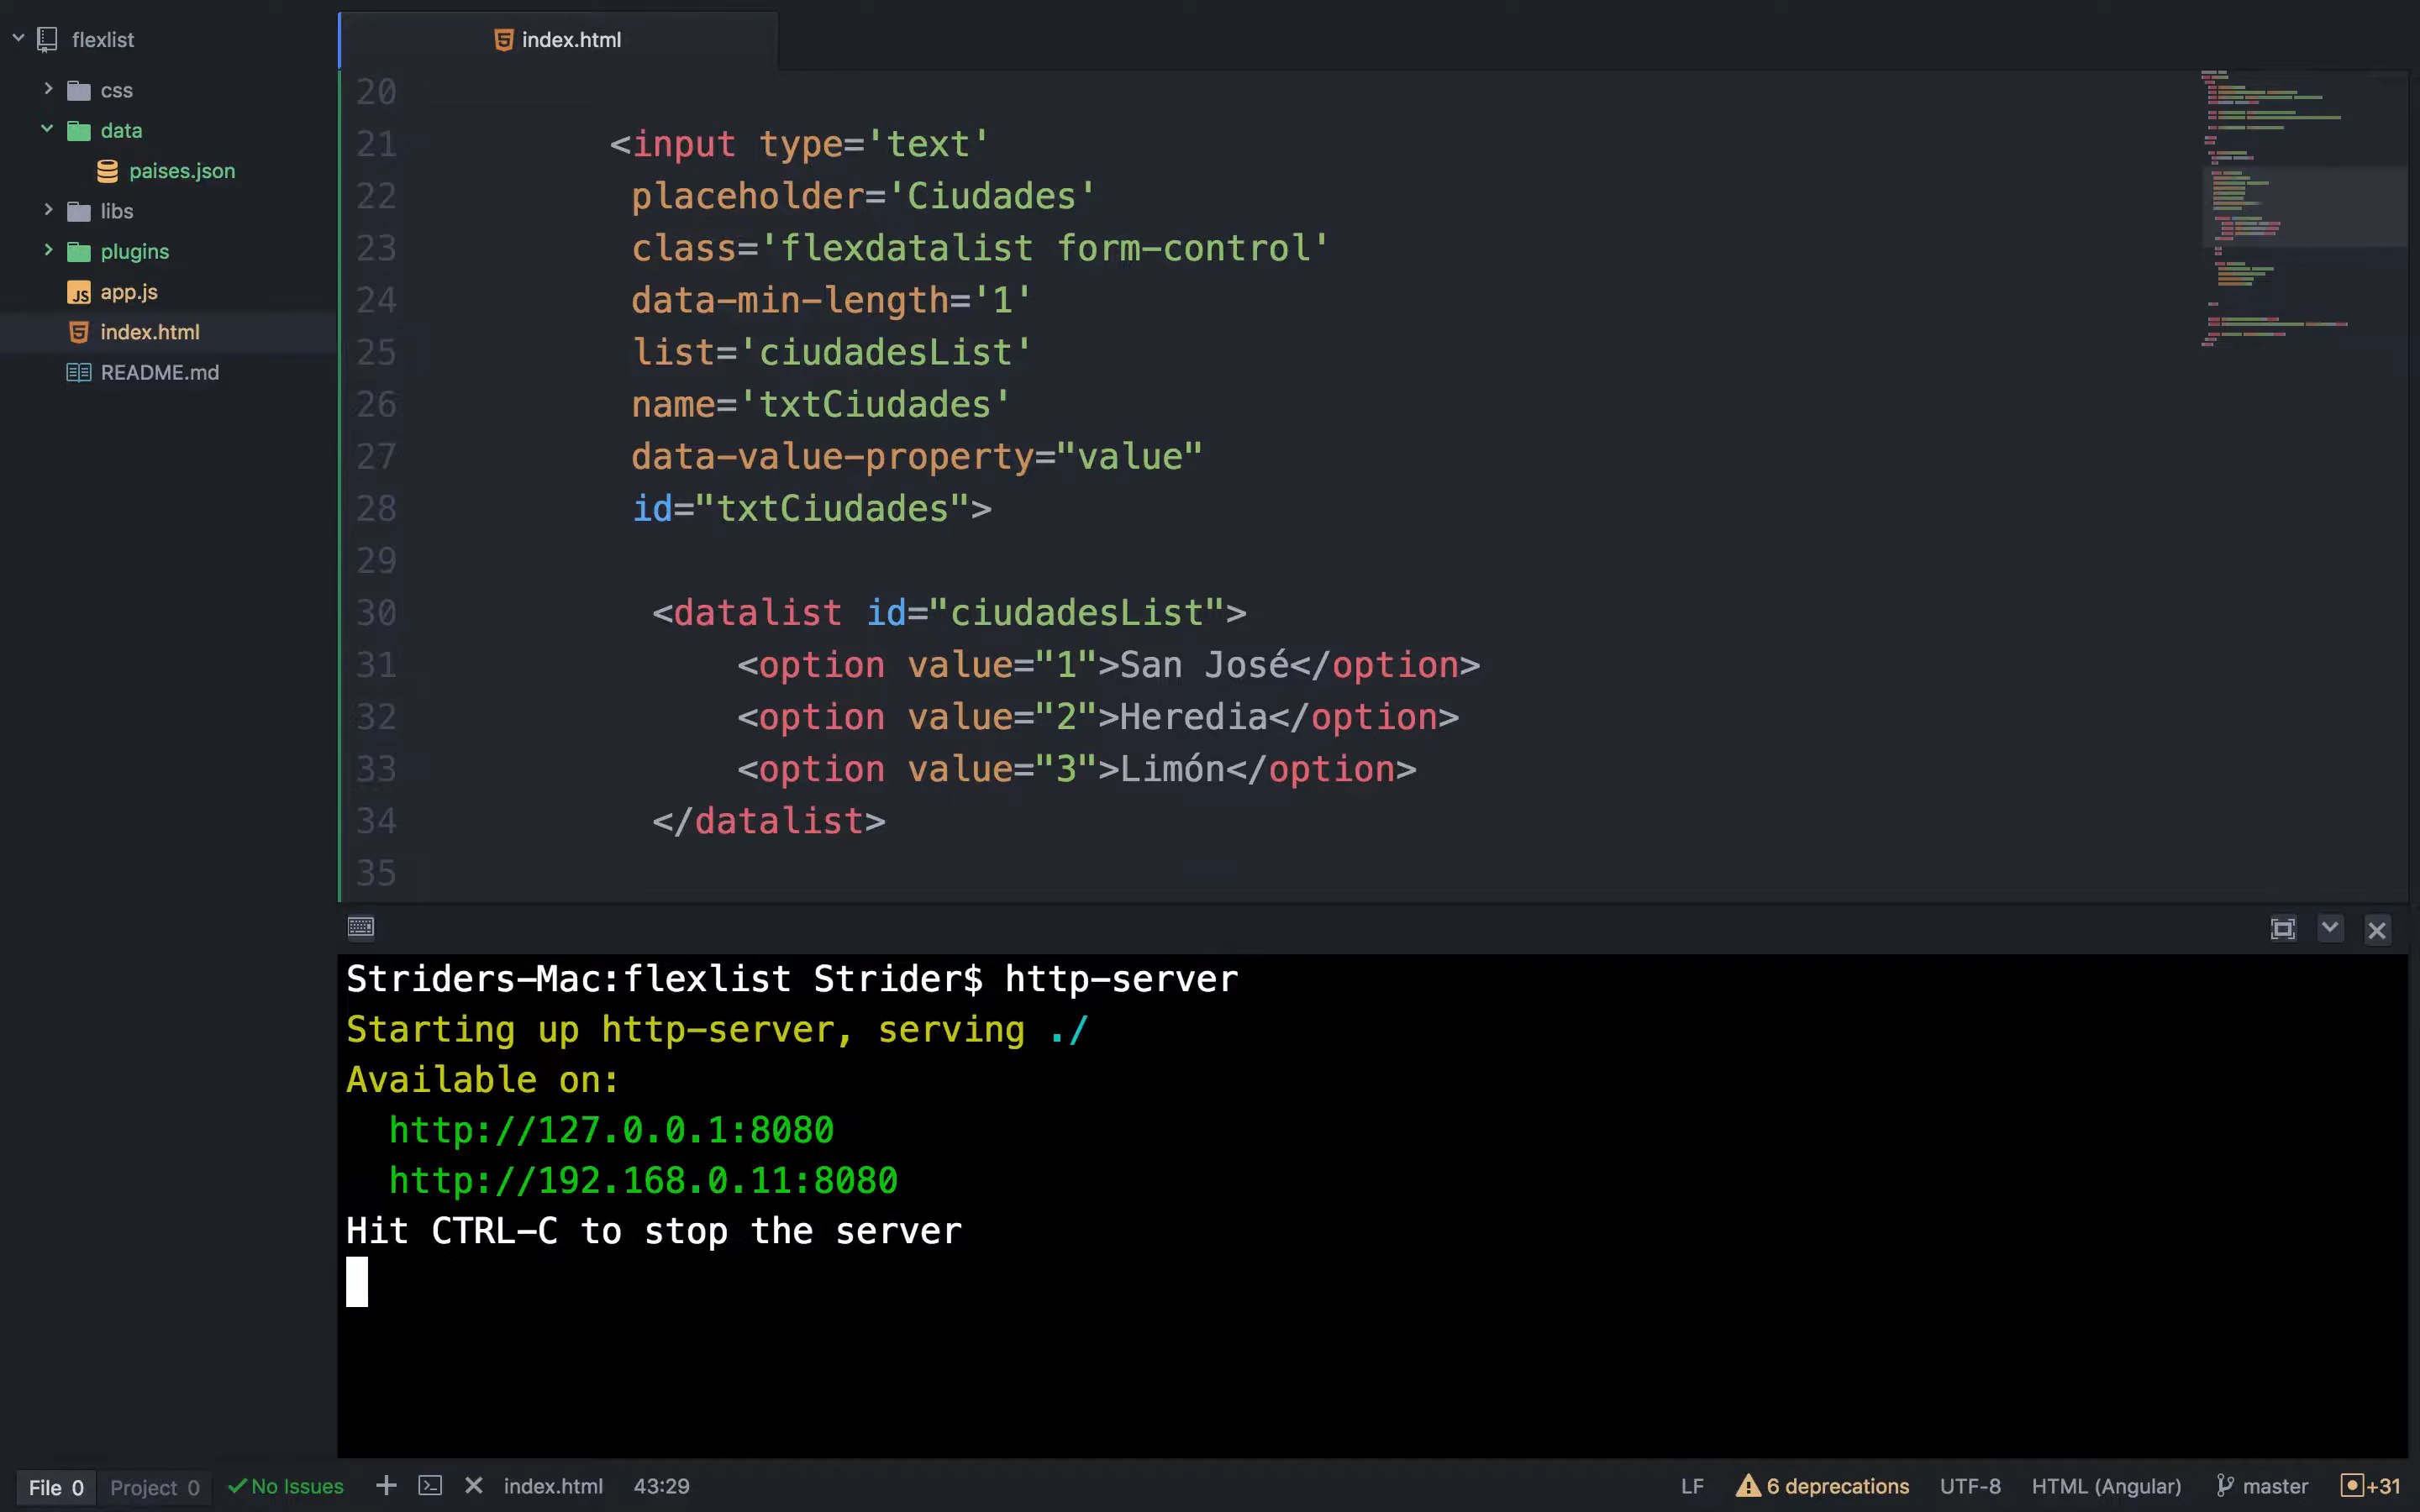 flexlist
css
data
paises.json
libs
plugins
app.js
index.html
README.md
index.html
20
21 <input type='text'
22 placeholder='Ciudades'
23 class='flexdatalist form-control'
24 data-min-length='1'
25 list='ciudadesList'
26 name='txtCiudades'
27 data-value-property="value"
28 id="txtCiudades">
29
30 <datalist id="ciudadesList">
31 <option value="1">San José</option>
32 <option value="2">Heredia</option>
33 <option value="3">Limón</option>
34 </datalist>
35
Striders-Mac:flexlist Strider$ http-server
Starting up http-server, serving ./
Available on:
http://127.0.0.1:8080
http://192.168.0.11:8080
Hit CTRL-C to stop the server
File 0 Project 0 No Issues index.html 43:29 LF 6 deprecations UTF-8 HTML (Angular) master +31